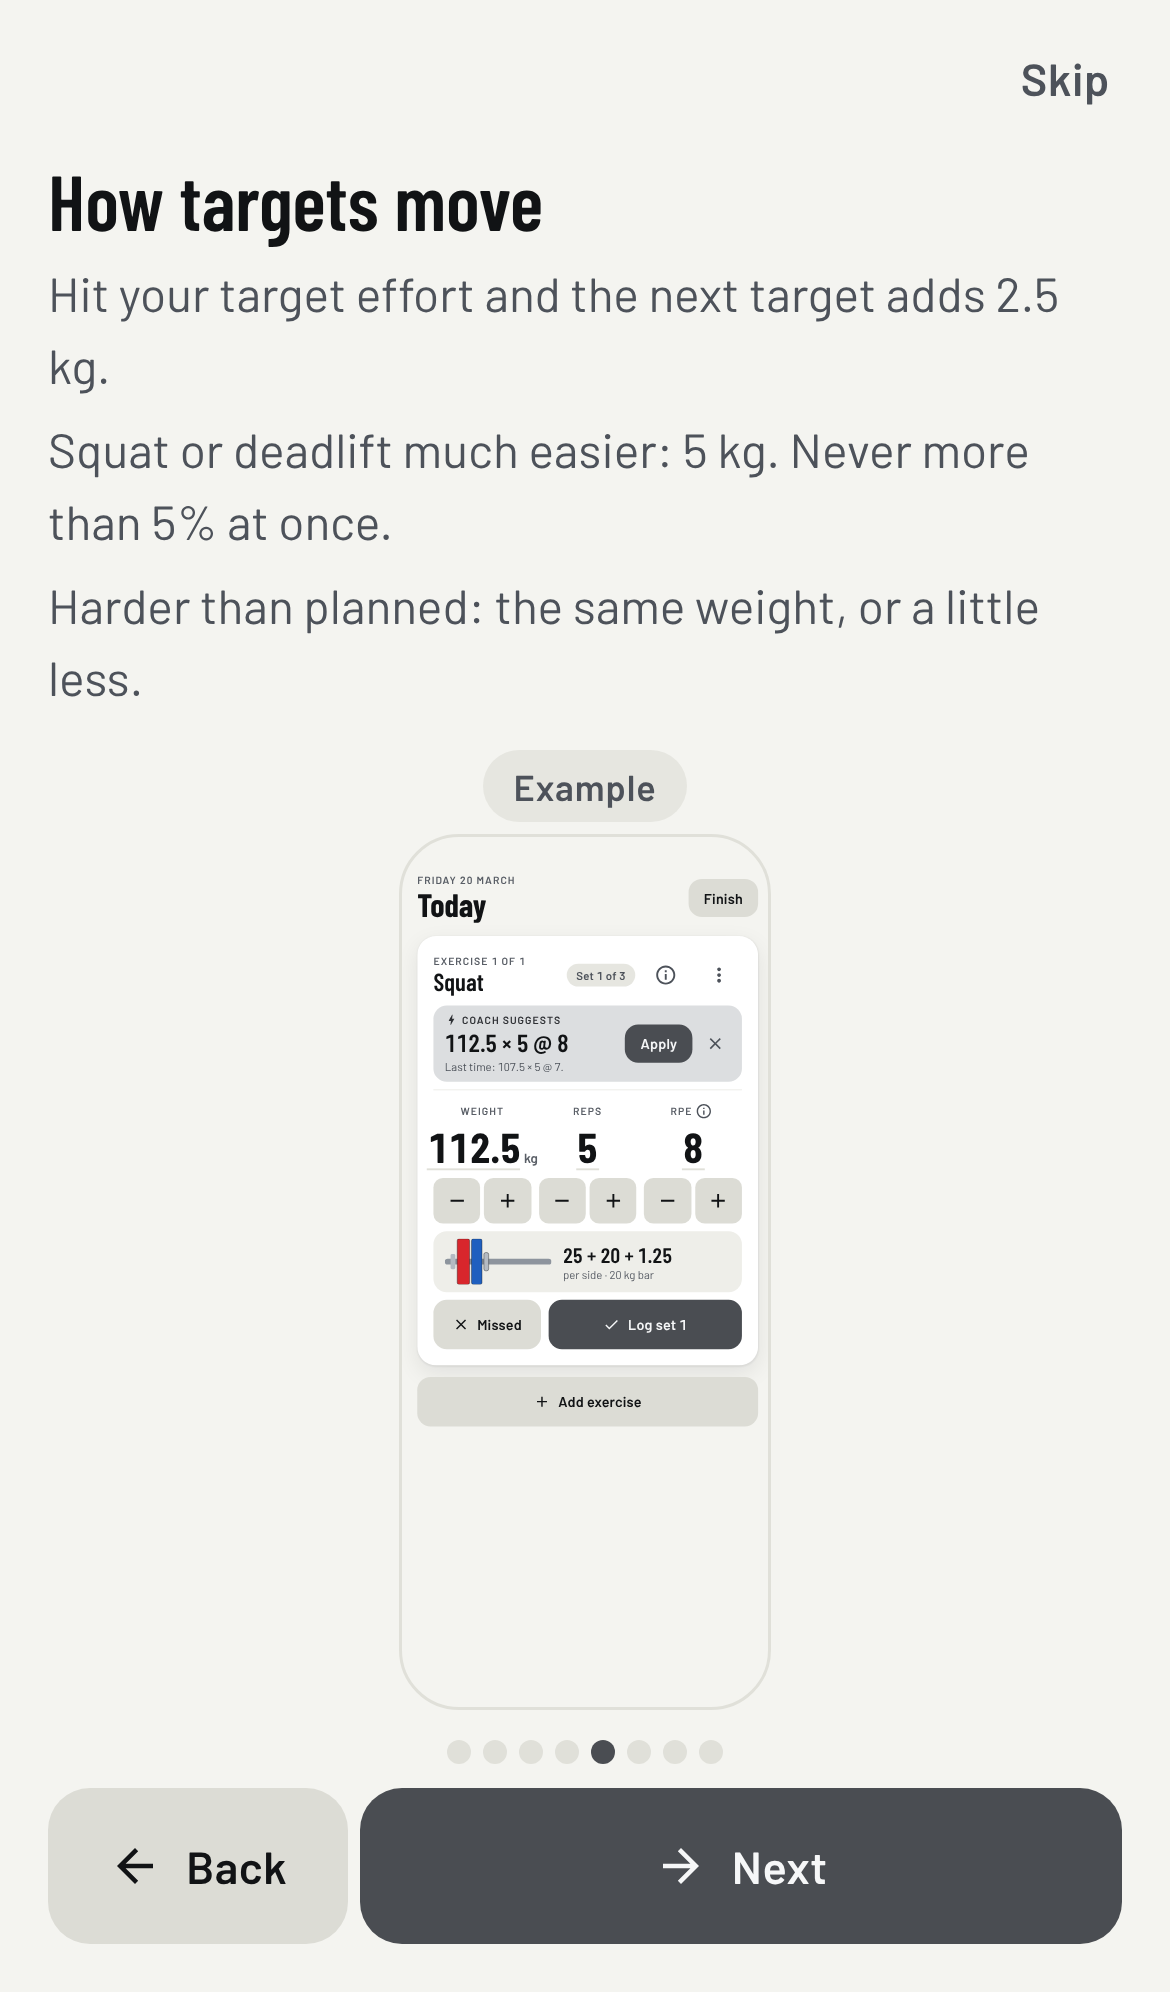 Skip
How targets move
Hit your target effort and the next target adds 2.5
kg.
Squat or deadlift much easier: 5 kg. Never more
than 5% at once.
Harder than planned: the same weight, or a little
less.
Example
FRIDAY 20 MARCH
Today
Finish
EXERCISE 1 OF 1
Squat
Set 1 of 3
COACH SUGGESTS
112.5 × 5 @ 8
Last time: 107.5 × 5 @ 7.
Apply
WEIGHT
REPS
RPE
112.5 kg
5
8
25 + 20 + 1.25
per side · 20 kg bar
Missed
Log set 1
Add exercise
Back
Next